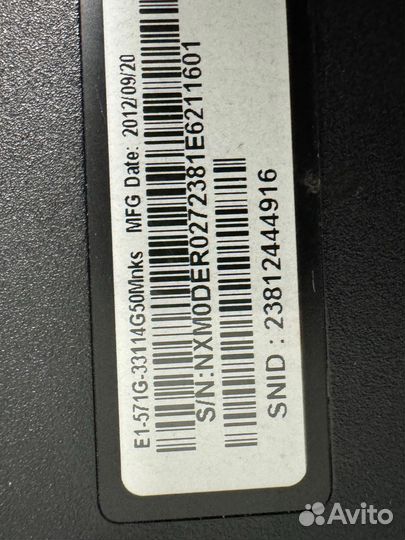 E1-571G-33114G50Mnks MFG Date: 2012/09/20
S/N:NXM0DER0272381E6211601
SNID : 23812444916
Avito